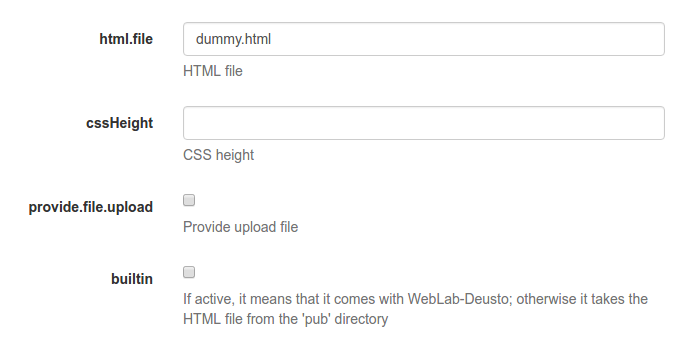 html.file
dummy.html
HTML file
cssHeight
CSS height
provide.file.upload
Provide upload file
builtin
If active, it means that it comes with WebLab-Deusto; otherwise it takes the
HTML file from the 'pub' directory